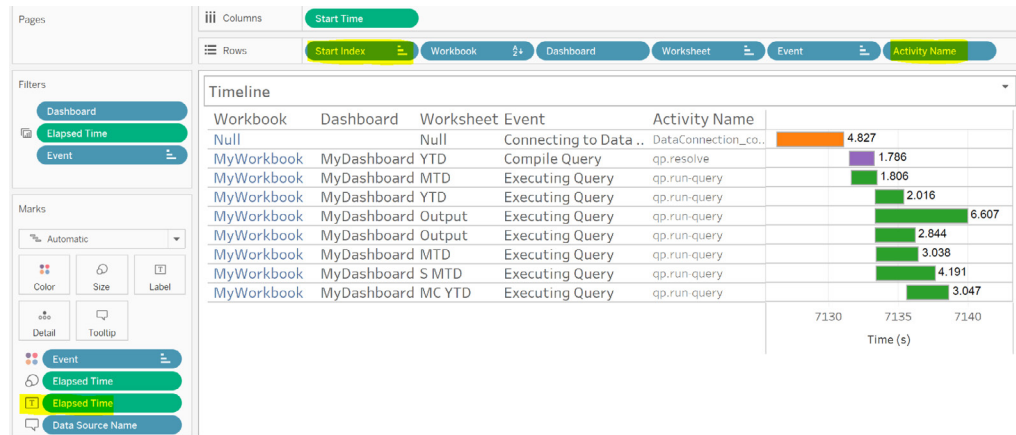 Pages
Columns Start Time
Rows Start Index Workbook Dashboard Worksheet Event Activity Name
Filters
Dashboard
Elapsed Time
Event
Timeline
Workbook Dashboard Worksheet Event Activity Name
Null Null Connecting to Data .. DataConnection_co.. 4.827
MyWorkbook MyDashboard YTD Compile Query qp.resolve 1.786
MyWorkbook MyDashboard MTD Executing Query qp.run-query 1.806
MyWorkbook MyDashboard YTD Executing Query qp.run-query 2.016
MyWorkbook MyDashboard Output Executing Query qp.run-query 6.607
MyWorkbook MyDashboard Output Executing Query qp.run-query 2.844
MyWorkbook MyDashboard MTD Executing Query qp.run-query 3.038
MyWorkbook MyDashboard S MTD Executing Query qp.run-query 4.191
MyWorkbook MyDashboard MC YTD Executing Query qp.run-query 3.047
7130 7135 7140
Time (s)
Marks
Automatic
Color Size Label
Detail Tooltip
Event
Elapsed Time
T Elapsed Time
Data Source Name